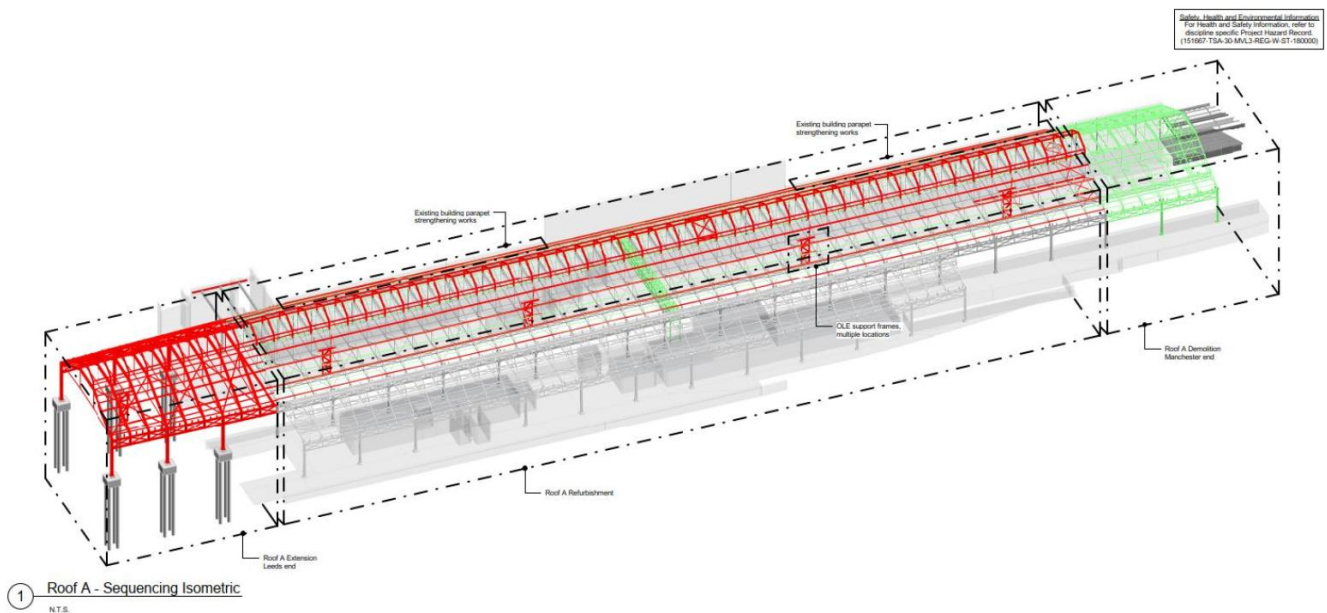 Safety, Health and Environmental Information
For Health and Safety Information, refer to
discipline specific Project Hazard Record.
(151667-TSA-30-MVL3-REG-W-ST-180000)
Existing building parapet
strengthening works
Existing building parapet
strengthening works
OLE support frames,
multiple locations
Roof A Demolition
Manchester end
Roof A Refurbishment
Roof A Extension
Leeds end
1
Roof A - Sequencing Isometric
N.T.S.